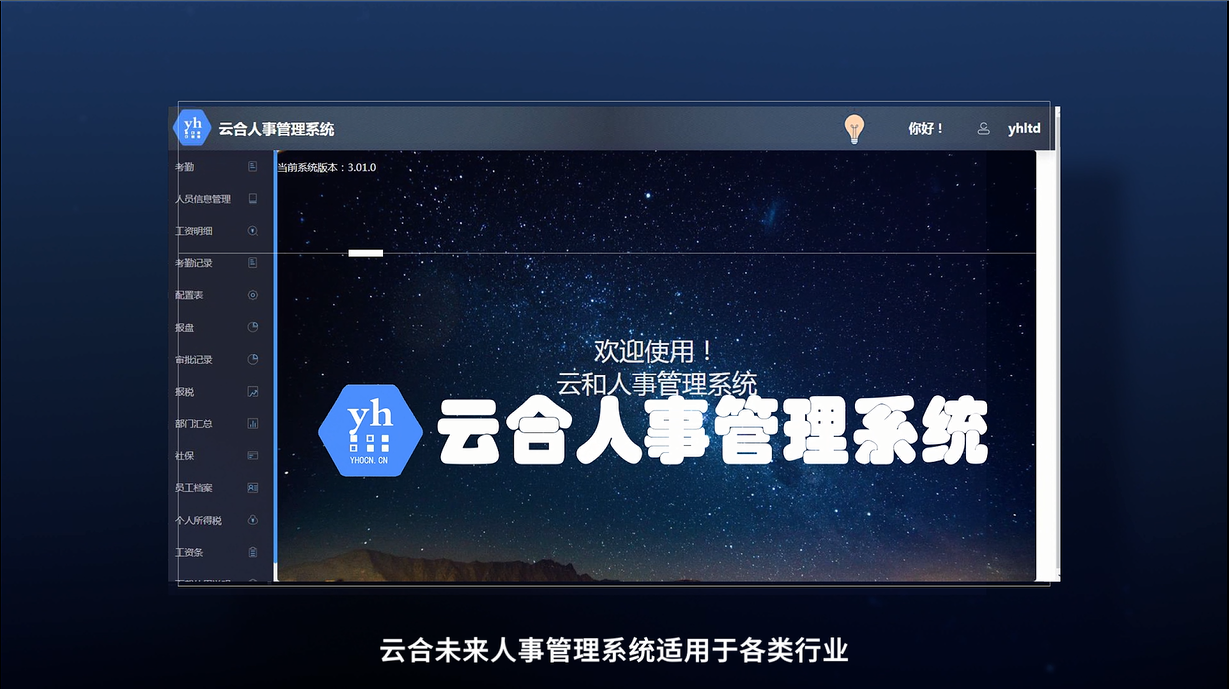 yh
云合人事管理系统
你好！
yhltd
当前系统版本：3.01.0
考勤
人员信息管理
工资明细
考勤记录
配置表
报盘
审批记录
报税
部门汇总
社保
员工档案
个人所得税
工资条
欢迎使用！
云和人事管理系统
yh
YHOCN.CN
云合人事管理系统
云合未来人事管理系统适用于各类行业